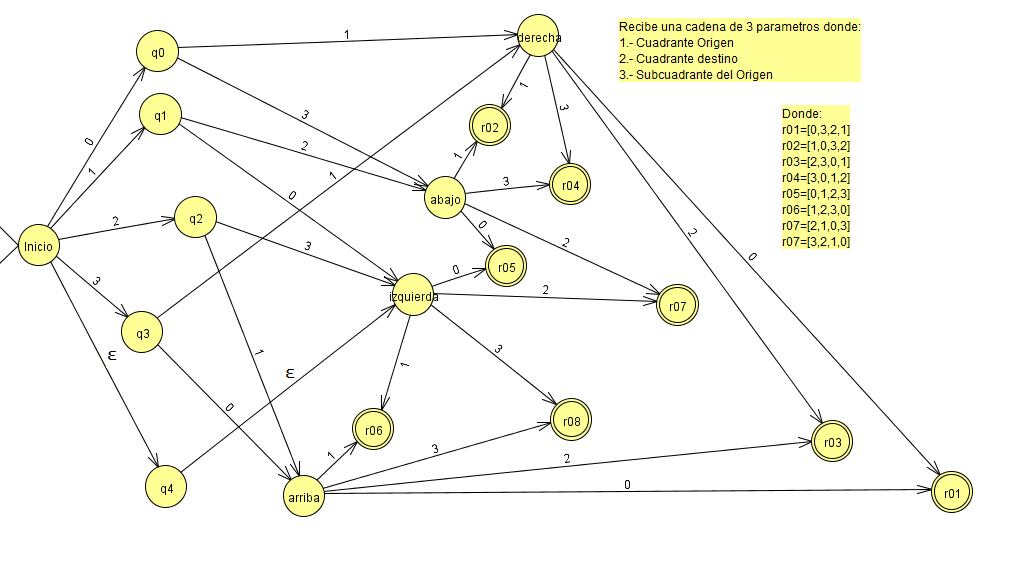 Recibe una cadena de 3 parametros donde:
1.- Cuadrante Origen
2.- Cuadrante destino
3.- Subcuadrante del Origen
Donde:
r01=[0,3,2,1]
r02=[1,0,3,2]
r03=[2,3,0,1]
r04=[3,0,1,2]
r05=[0,1,2,3]
r06=[1,2,3,0]
r07=[2,1,0,3]
r07=[3,2,1,0]
q0
1
derecha
0
q1
3
1
3
r02
1
2
1
2
q2
0
1
3
r04
abajo
Inicio
3
0
2
2
0
3
r05
izquierda
0
2
r07
q3
ε
1
ε
1
3
0
r06
1
3
r08
2
r03
q4
arriba
0
r01